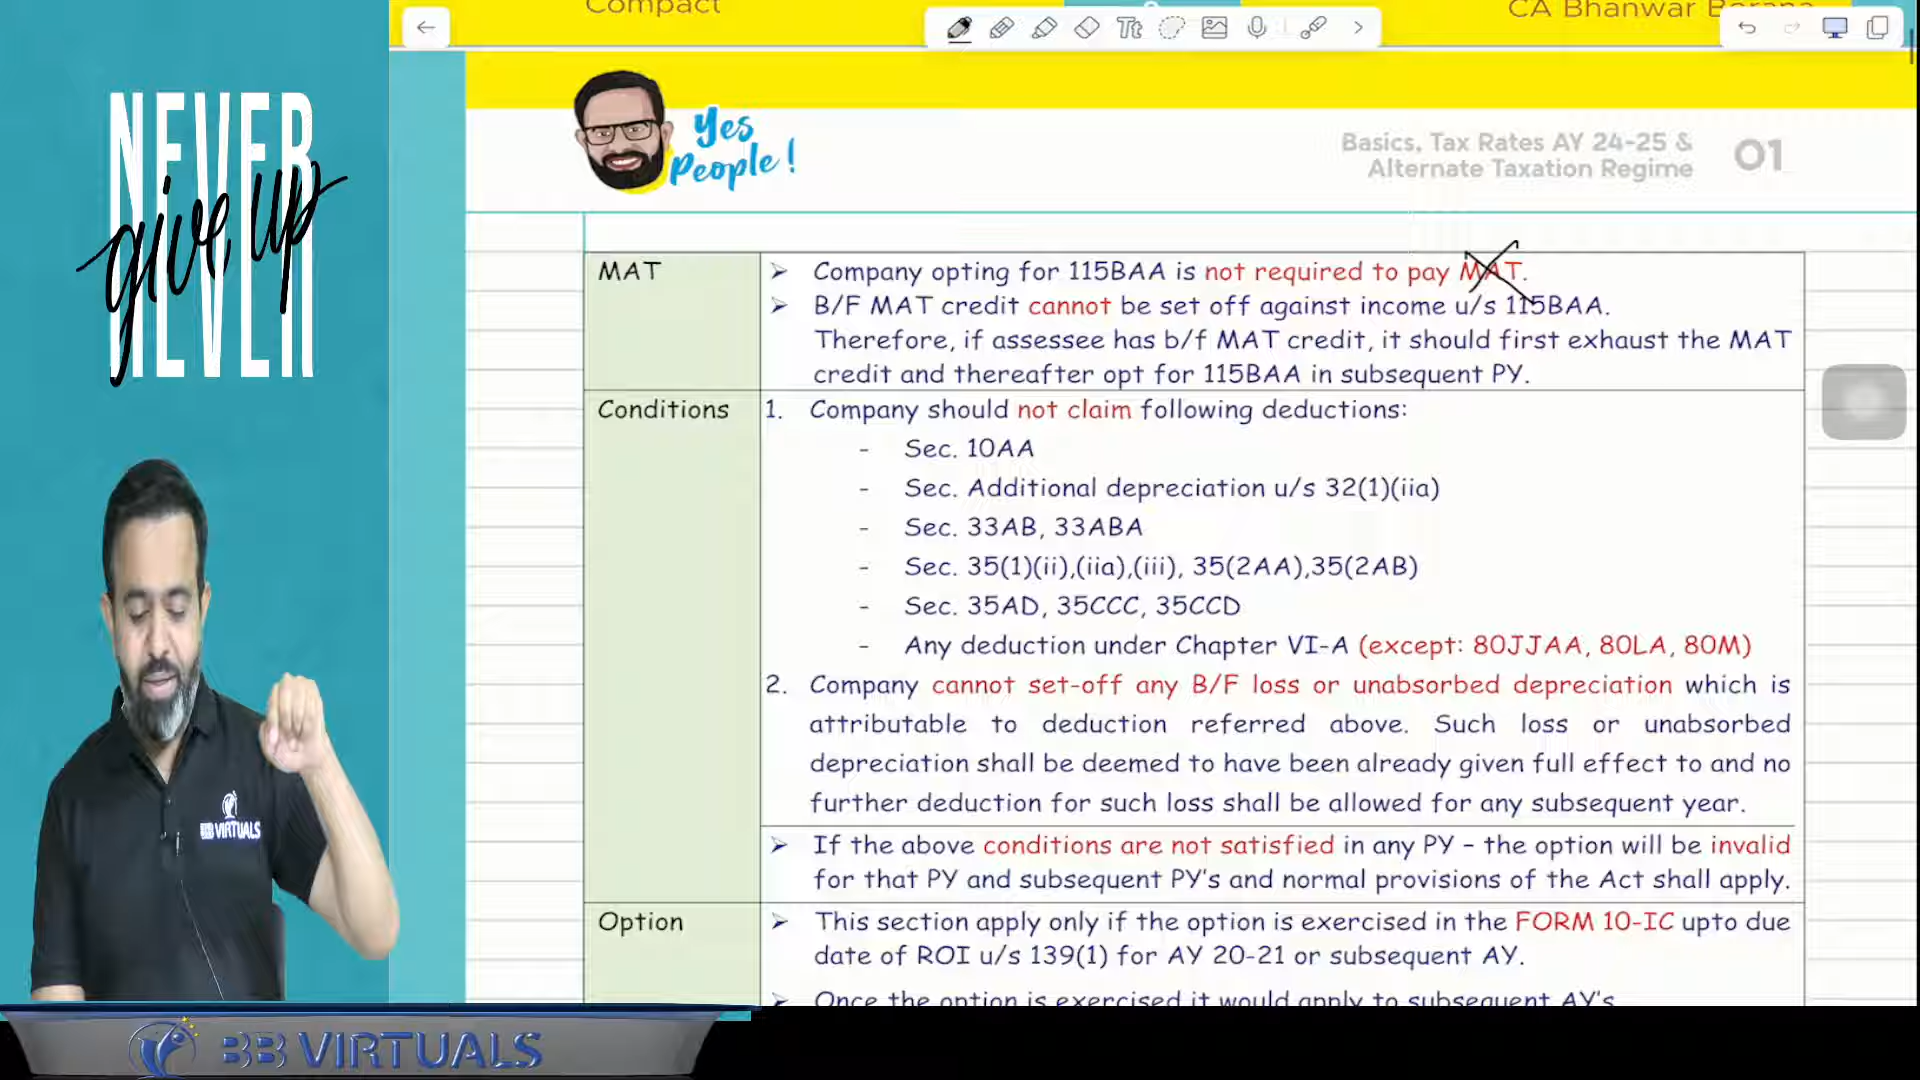 Compact
CA Bhanwar Borana
NEVER
give up
NEVER
Yes
People !
Basics, Tax Rates AY 24-25 &
Alternate Taxation Regime
01
MAT
➢ Company opting for 115BAA is not required to pay MAT.
➢ B/F MAT credit cannot be set off against income u/s 115BAA.
Therefore, if assessee has b/f MAT credit, it should first exhaust the MAT
credit and thereafter opt for 115BAA in subsequent PY.
Conditions
1. Company should not claim following deductions:
- Sec. 10AA
- Sec. Additional depreciation u/s 32(1)(iia)
- Sec. 33AB, 33ABA
- Sec. 35(1)(ii),(iia),(iii), 35(2AA),35(2AB)
- Sec. 35AD, 35CCC, 35CCD
- Any deduction under Chapter VI-A (except: 80JJAA, 80LA, 80M)
2. Company cannot set-off any B/F loss or unabsorbed depreciation which is
attributable to deduction referred above. Such loss or unabsorbed
depreciation shall be deemed to have been already given full effect to and no
further deduction for such loss shall be allowed for any subsequent year.
➢ If the above conditions are not satisfied in any PY – the option will be invalid
for that PY and subsequent PY's and normal provisions of the Act shall apply.
Option
➢ This section apply only if the option is exercised in the FORM 10-IC upto due
date of ROI u/s 139(1) for AY 20-21 or subsequent AY.
➢ Once the option is exercised it would apply to subsequent AY's
BB VIRTUALS
BB VIRTUALS